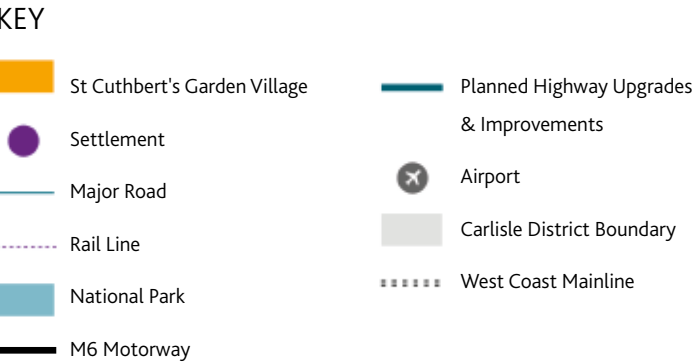 KEY
St Cuthbert's Garden Village
Settlement
Major Road
Rail Line
National Park
M6 Motorway
Planned Highway Upgrades
& Improvements
Airport
Carlisle District Boundary
West Coast Mainline